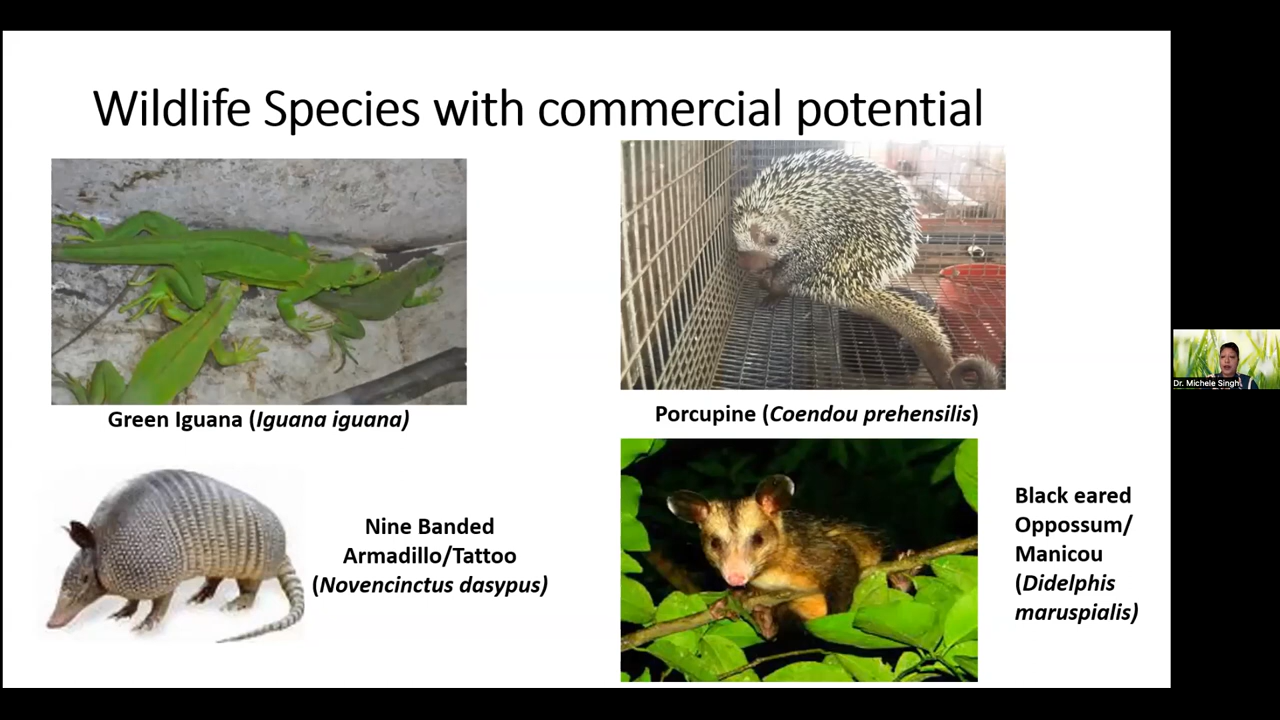 Wildlife Species with commercial potential
Green Iguana (Iguana iguana)
Porcupine (Coendou prehensilis)
Nine Banded
Armadillo/Tattoo
(Novencinctus dasypus)
Black eared
Oppossum/
Manicou
(Didelphis
maruspialis)
Dr. Michele Singh